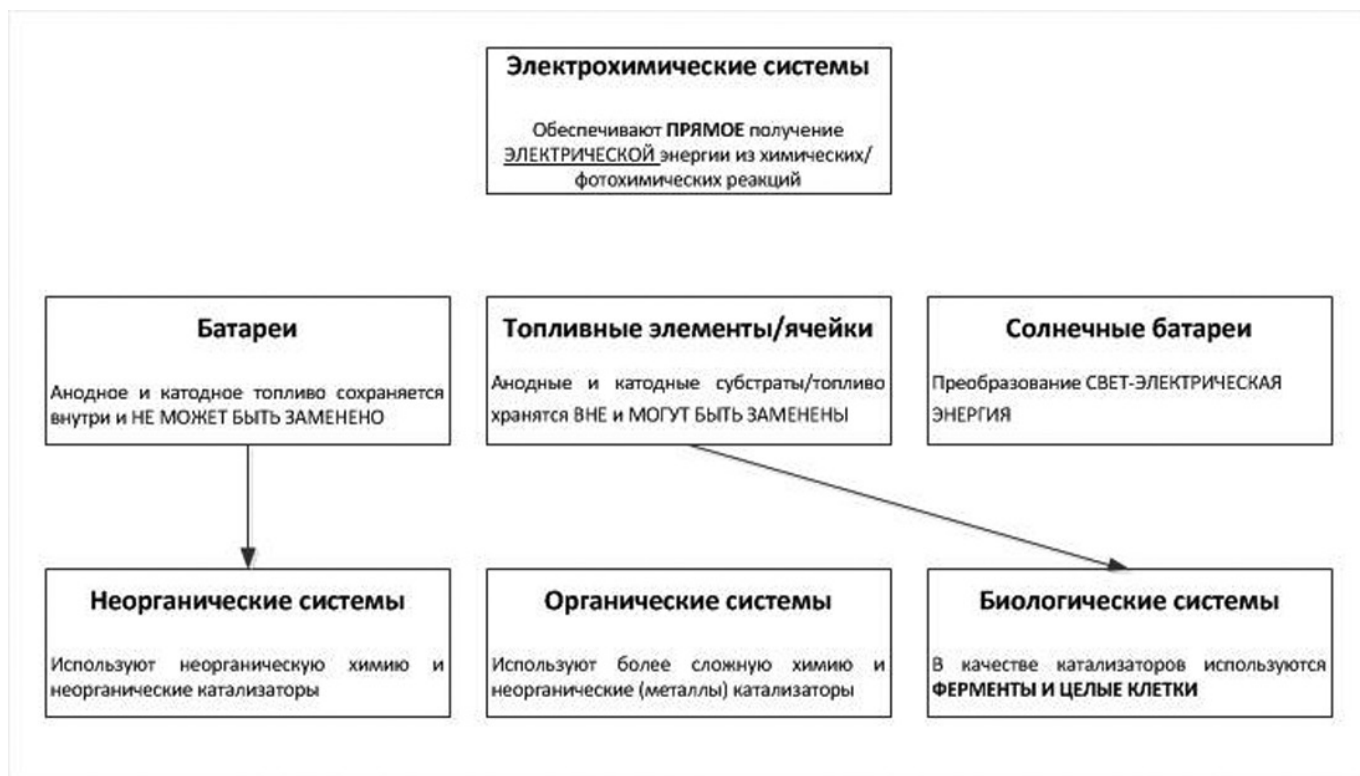 Электрохимические системы
Обеспечивают ПРЯМОЕ получение
ЭЛЕКТРИЧЕСКОЙ энергии из химических/
фотохимических реакций
Батареи
Анодное и катодное топливо сохраняется
внутри и НЕ МОЖЕТ БЫТЬ ЗАМЕНЕНО
Топливные элементы/ячейки
Анодные и катодные субстраты/топливо
хранятся ВНЕ и МОГУТ БЫТЬ ЗАМЕНЕНЫ
Солнечные батареи
Преобразование СВЕТ-ЭЛЕКТРИЧЕСКАЯ
ЭНЕРГИЯ
Неорганические системы
Используют неорганическую химию и
неорганические катализаторы
Органические системы
Используют более сложную химию и
неорганические (металлы) катализаторы
Биологические системы
В качестве катализаторов используются
ФЕРМЕНТЫ И ЦЕЛЫЕ КЛЕТКИ